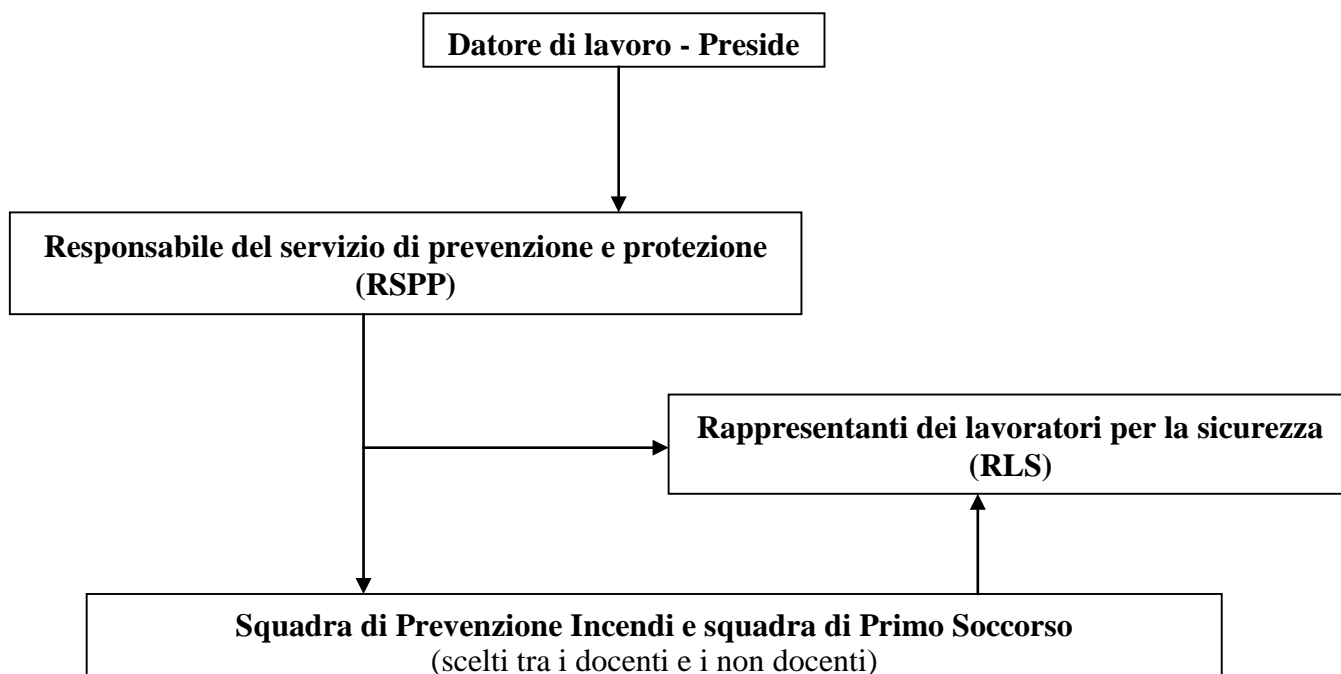 Datore di lavoro - Preside
Responsabile del servizio di prevenzione e protezione
(RSPP)
Rappresentanti dei lavoratori per la sicurezza
(RLS)
Squadra di Prevenzione Incendi e squadra di Primo Soccorso
(scelti tra i docenti e i non docenti)